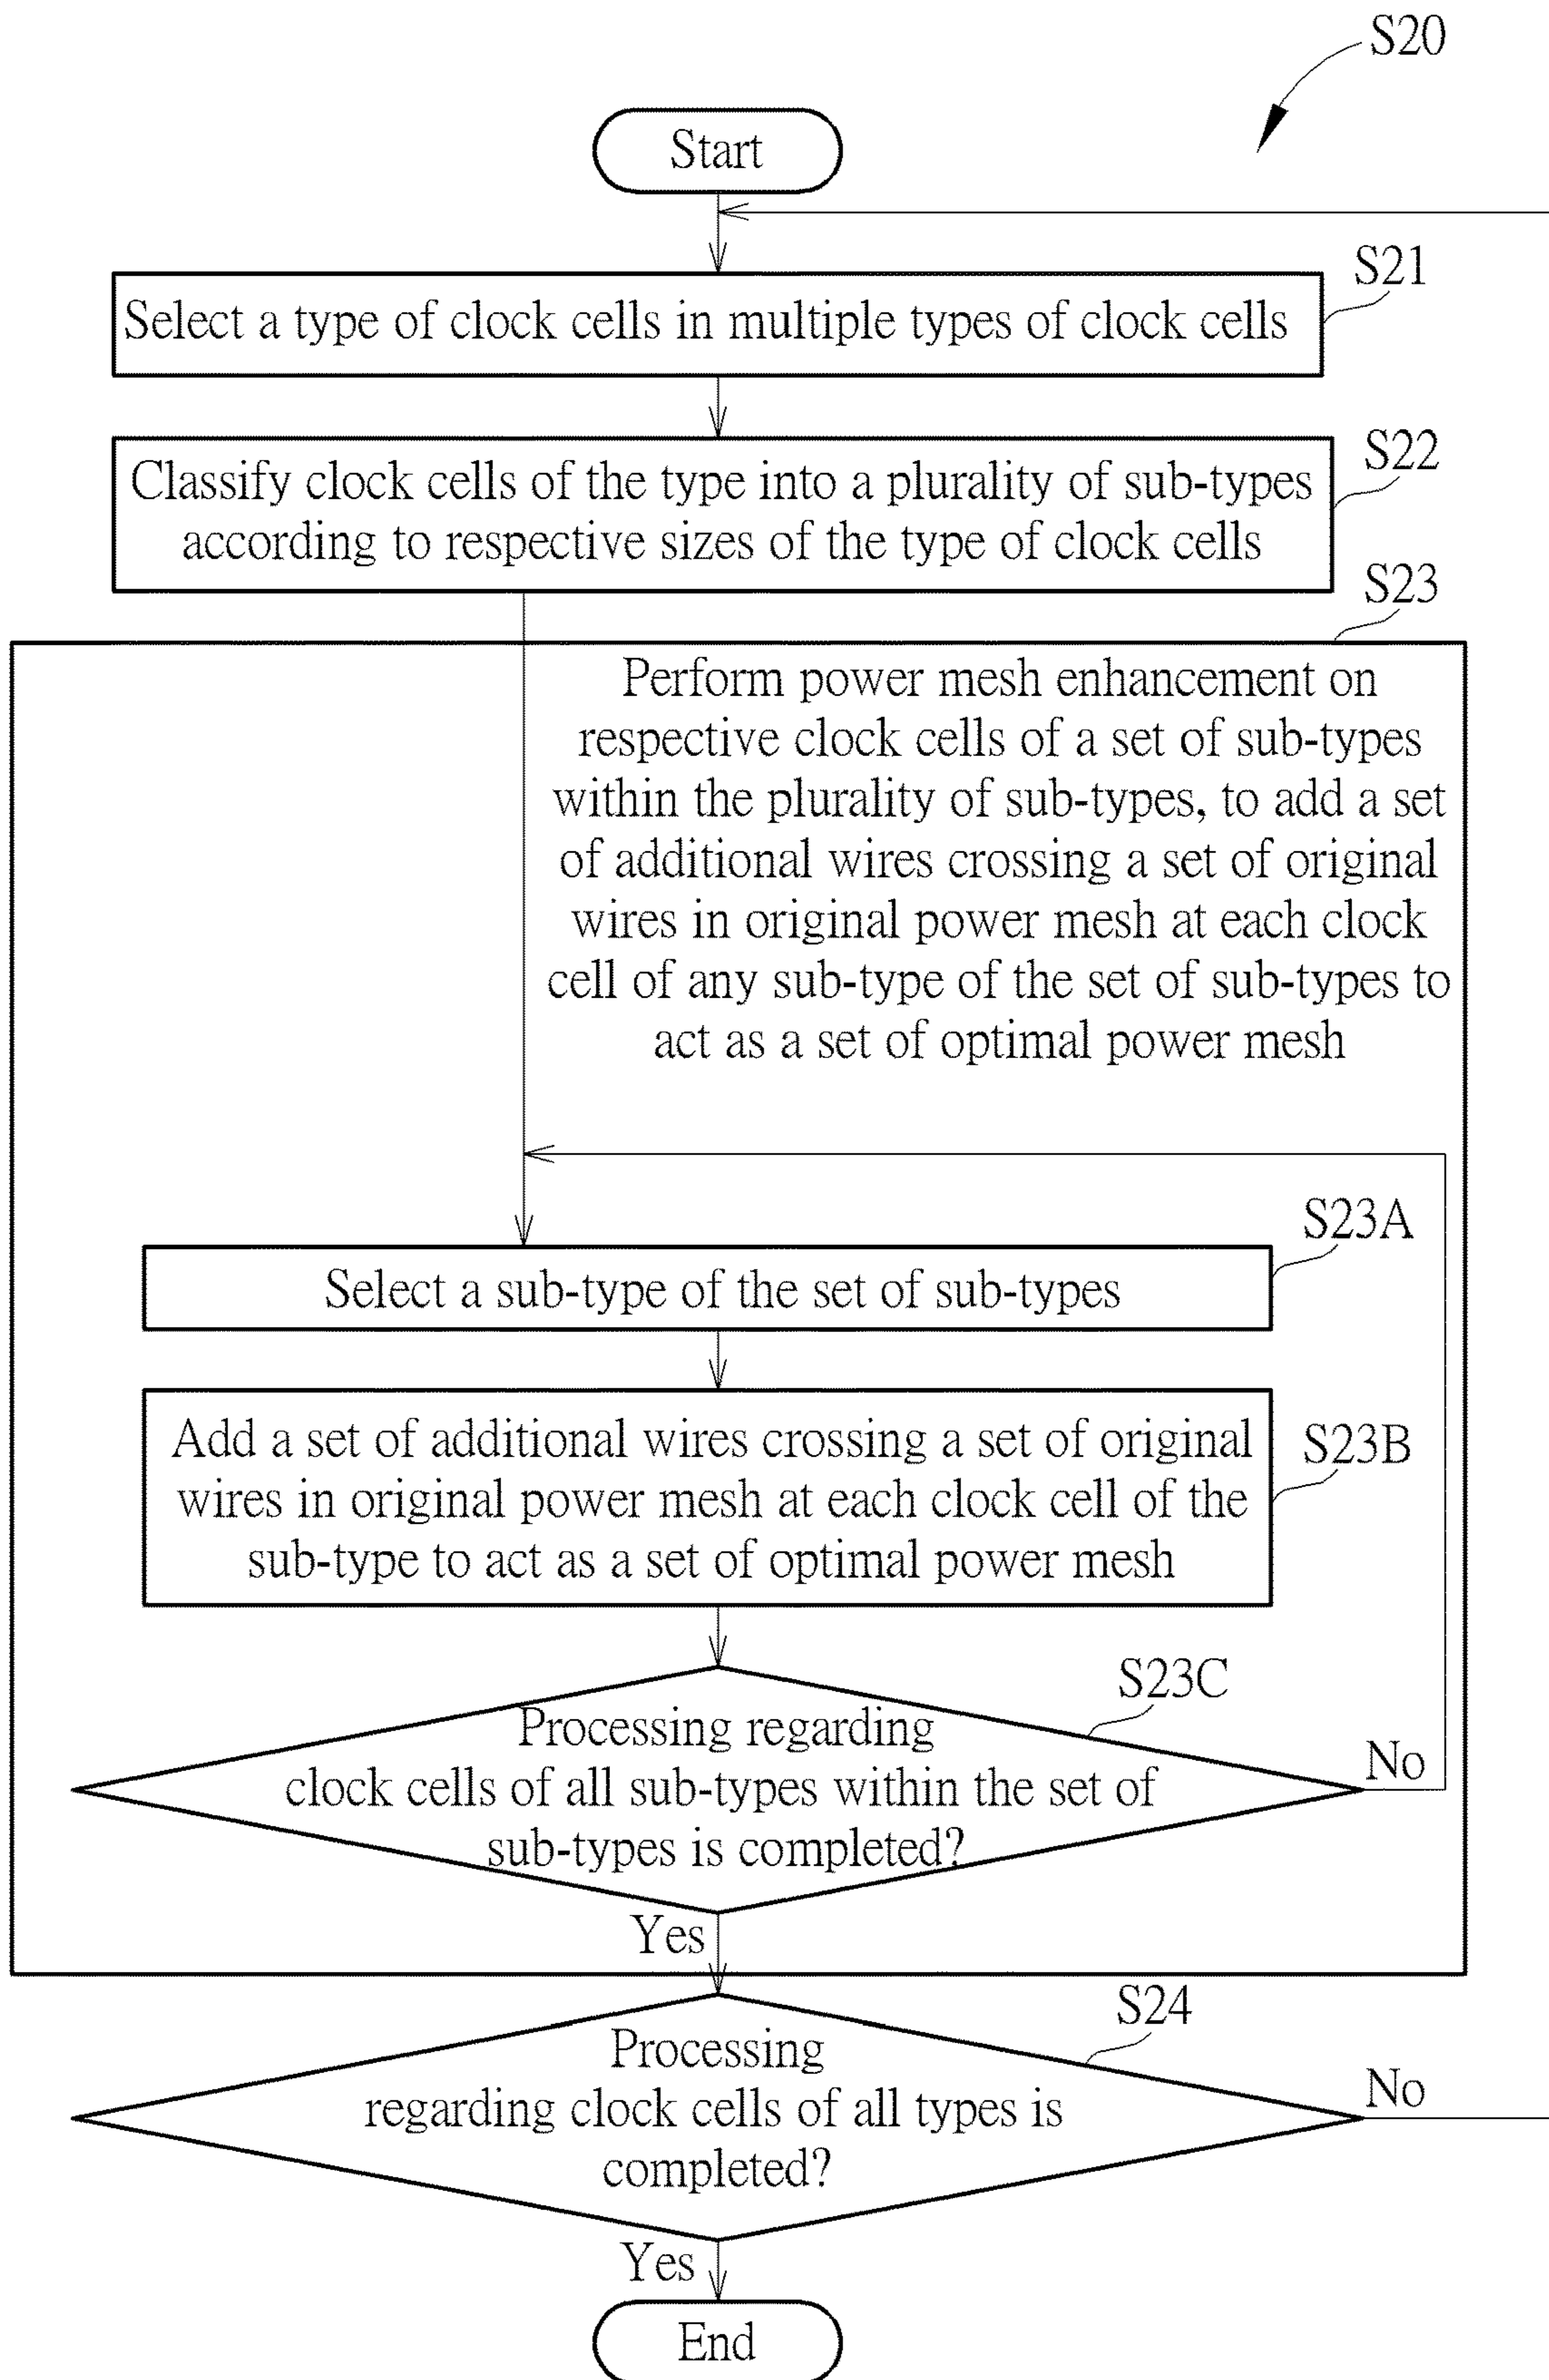 S20
Start
S21
Select a type of clock cells in multiple types of clock cells
S22
Classify clock cells of the type into a plurality of sub-types
according to respective sizes of the type of clock cells
S23
Perform power mesh enhancement on
respective clock cells of a set of sub-types
within the plurality of sub-types, to add a set
of additional wires crossing a set of original
wires in original power mesh at each clock
cell of any sub-type of the set of sub-types to
act as a set of optimal power mesh
S23A
Select a sub-type of the set of sub-types
S23B
Add a set of additional wires crossing a set of original
wires in original power mesh at each clock cell of the
sub-type to act as a set of optimal power mesh
S23C
Processing regarding
clock cells of all sub-types within the set of
sub-types is completed?
No
Yes
S24
Processing
regarding clock cells of all types is
completed?
No
Yes
End